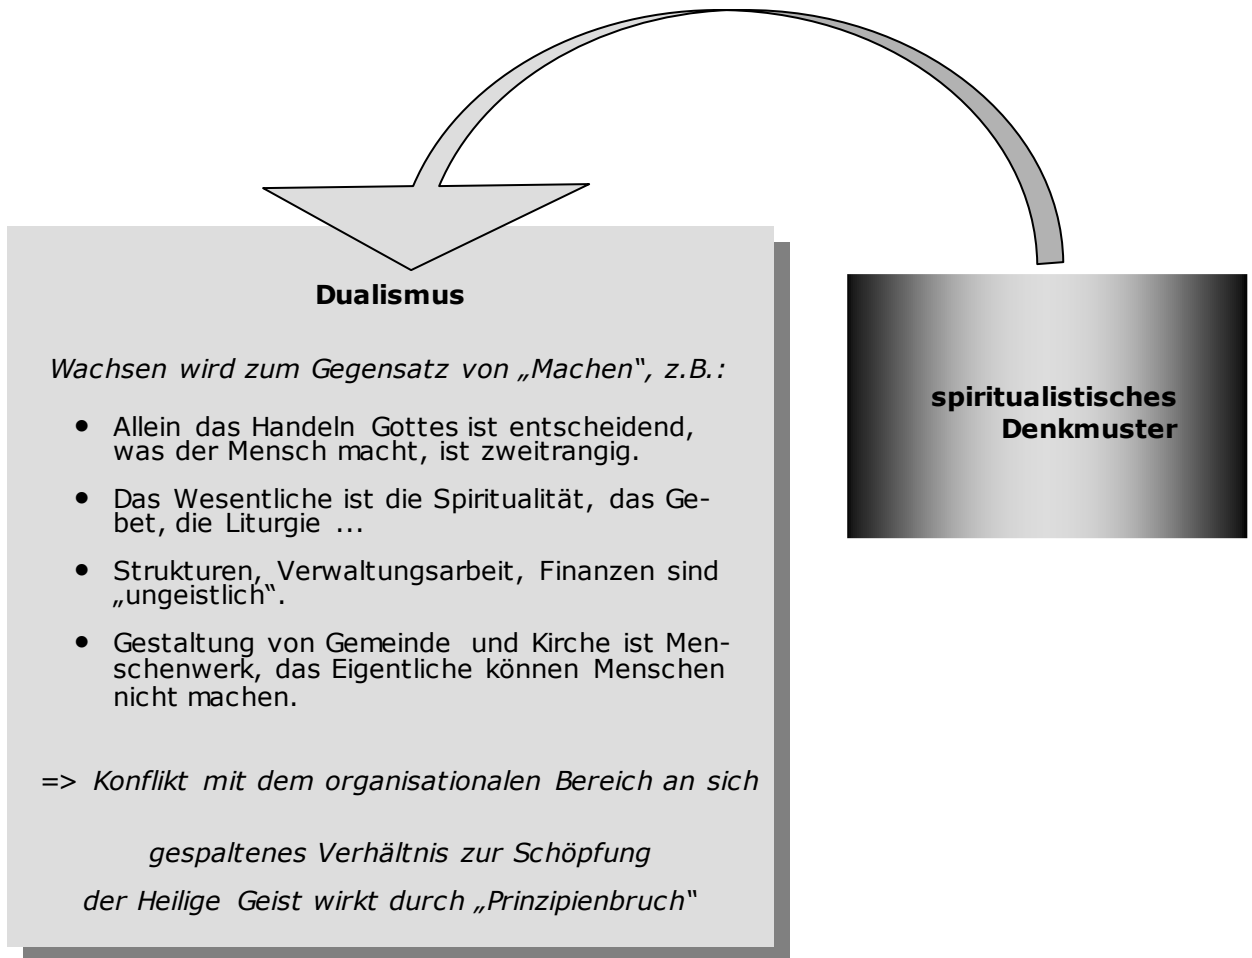 Dualismus
Wachsen wird zum Gegensatz von „Machen“, z.B.:
• Allein das Handeln Gottes ist entscheidend,
was der Mensch macht, ist zweitrangig.
• Das Wesentliche ist die Spiritualität, das Ge-
bet, die Liturgie ...
• Strukturen, Verwaltungsarbeit, Finanzen sind
„ungeistlich“.
• Gestaltung von Gemeinde und Kirche ist Men-
schenwerk, das Eigentliche können Menschen
nicht machen.
=> Konflikt mit dem organisationalen Bereich an sich
gespaltenes Verhältnis zur Schöpfung
der Heilige Geist wirkt durch „Prinzipienbruch“
spiritualistisches
Denkmuster